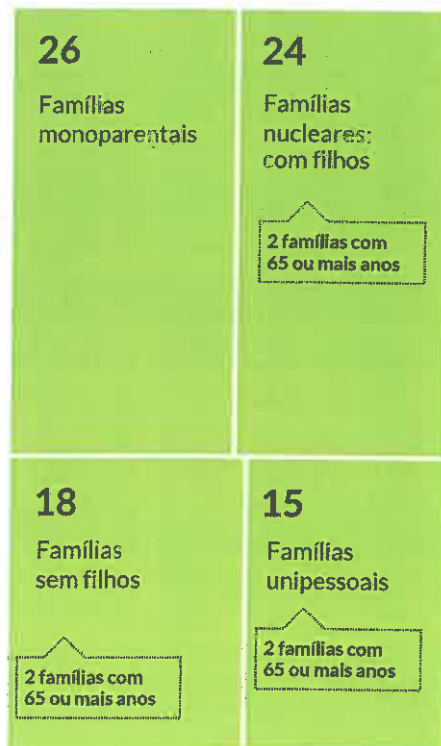 26
Famílias
monoparentais
24
Famílias
nucleares:
com filhos
2 famílias com
65 ou mais anos
18
Famílias
sem filhos
2 famílias com
65 ou mais anos
15
Famílias
unipessoais
2 famílias com
65 ou mais anos